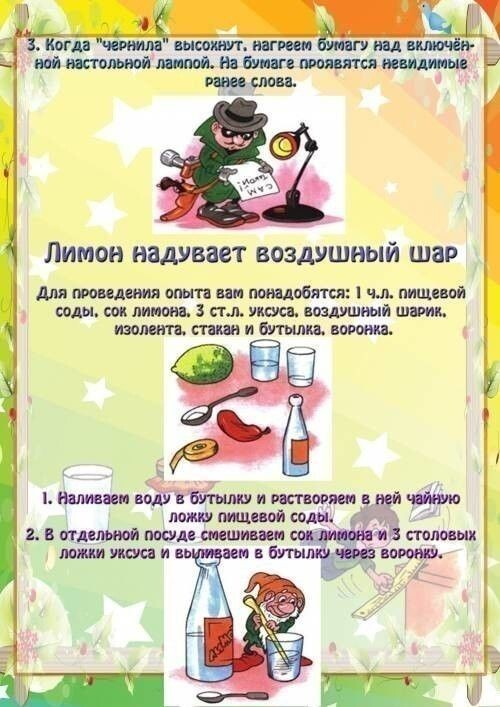 3. Когда "чернила" высохнут, нагреем бумагу над включён-
ной настольной лампой. На бумаге проявятся невидимые
ранее слова.
САМ
ТАКОЙ!
Лимон надувает воздушный шар
Для проведения опыта вам понадобятся: 1 ч.л. пищевой
соды, сок лимона, 3 ст.л. уксуса, воздушный шарик,
изолента, стакан и бутылка, воронка.
1. Наливаем воду в бутылку и растворяем в ней чайную
ложку пищевой соды.
2. В отдельной посуде смешиваем сок лимона и 3 столовых
ложки уксуса и выливаем в бутылку через воронку.